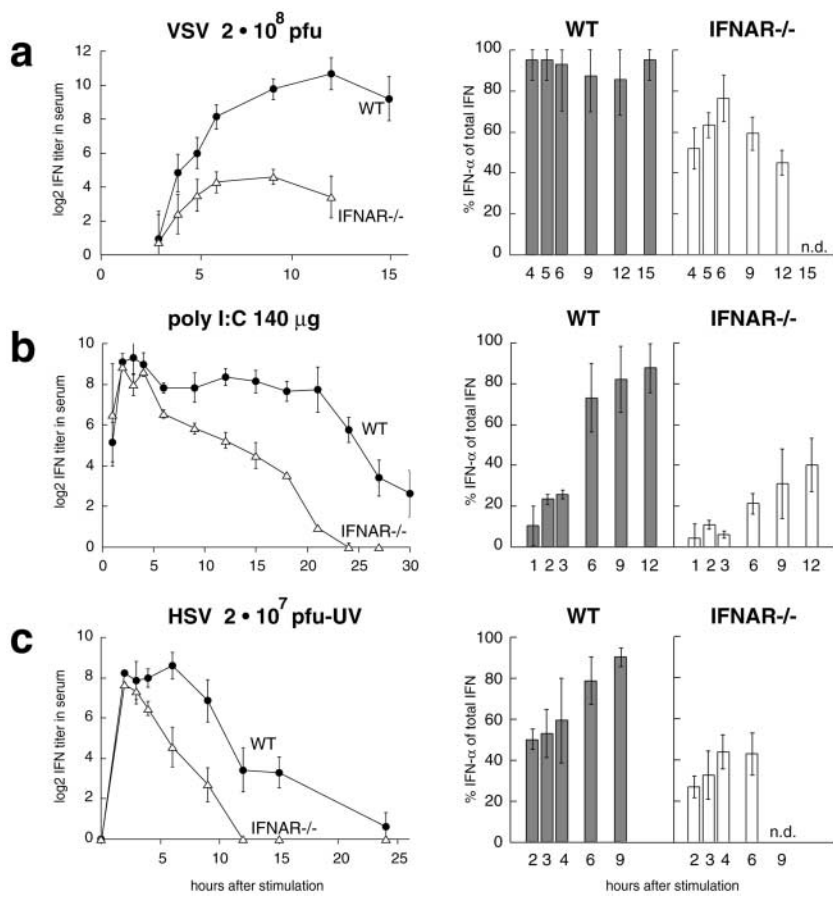 a
VSV 2 • 10⁸ pfu
WT
IFNAR-/-
log2 IFN titer in serum
12
10
8
6
4
2
0
WT
IFNAR-/-
0 5 10 15
% IFN-α of total IFN
100
80
60
40
20
0
n.d.
4 5 6 9 12 15
4 5 6 9 12 15
b
poly I:C 140 μg
WT
IFNAR-/-
log2 IFN titer in serum
10
8
6
4
2
0
WT
IFNAR-/-
0 5 10 15 20 25 30
% IFN-α of total IFN
100
80
60
40
20
0
1 2 3 6 9 12
1 2 3 6 9 12
c
HSV 2 • 10⁷ pfu-UV
WT
IFNAR-/-
log2 IFN titer in serum
10
8
6
4
2
0
WT
IFNAR-/-
5 10 15 20 25
hours after stimulation
% IFN-α of total IFN
100
80
60
40
20
0
n.d.
2 3 4 6 9
2 3 4 6 9
hours after stimulation